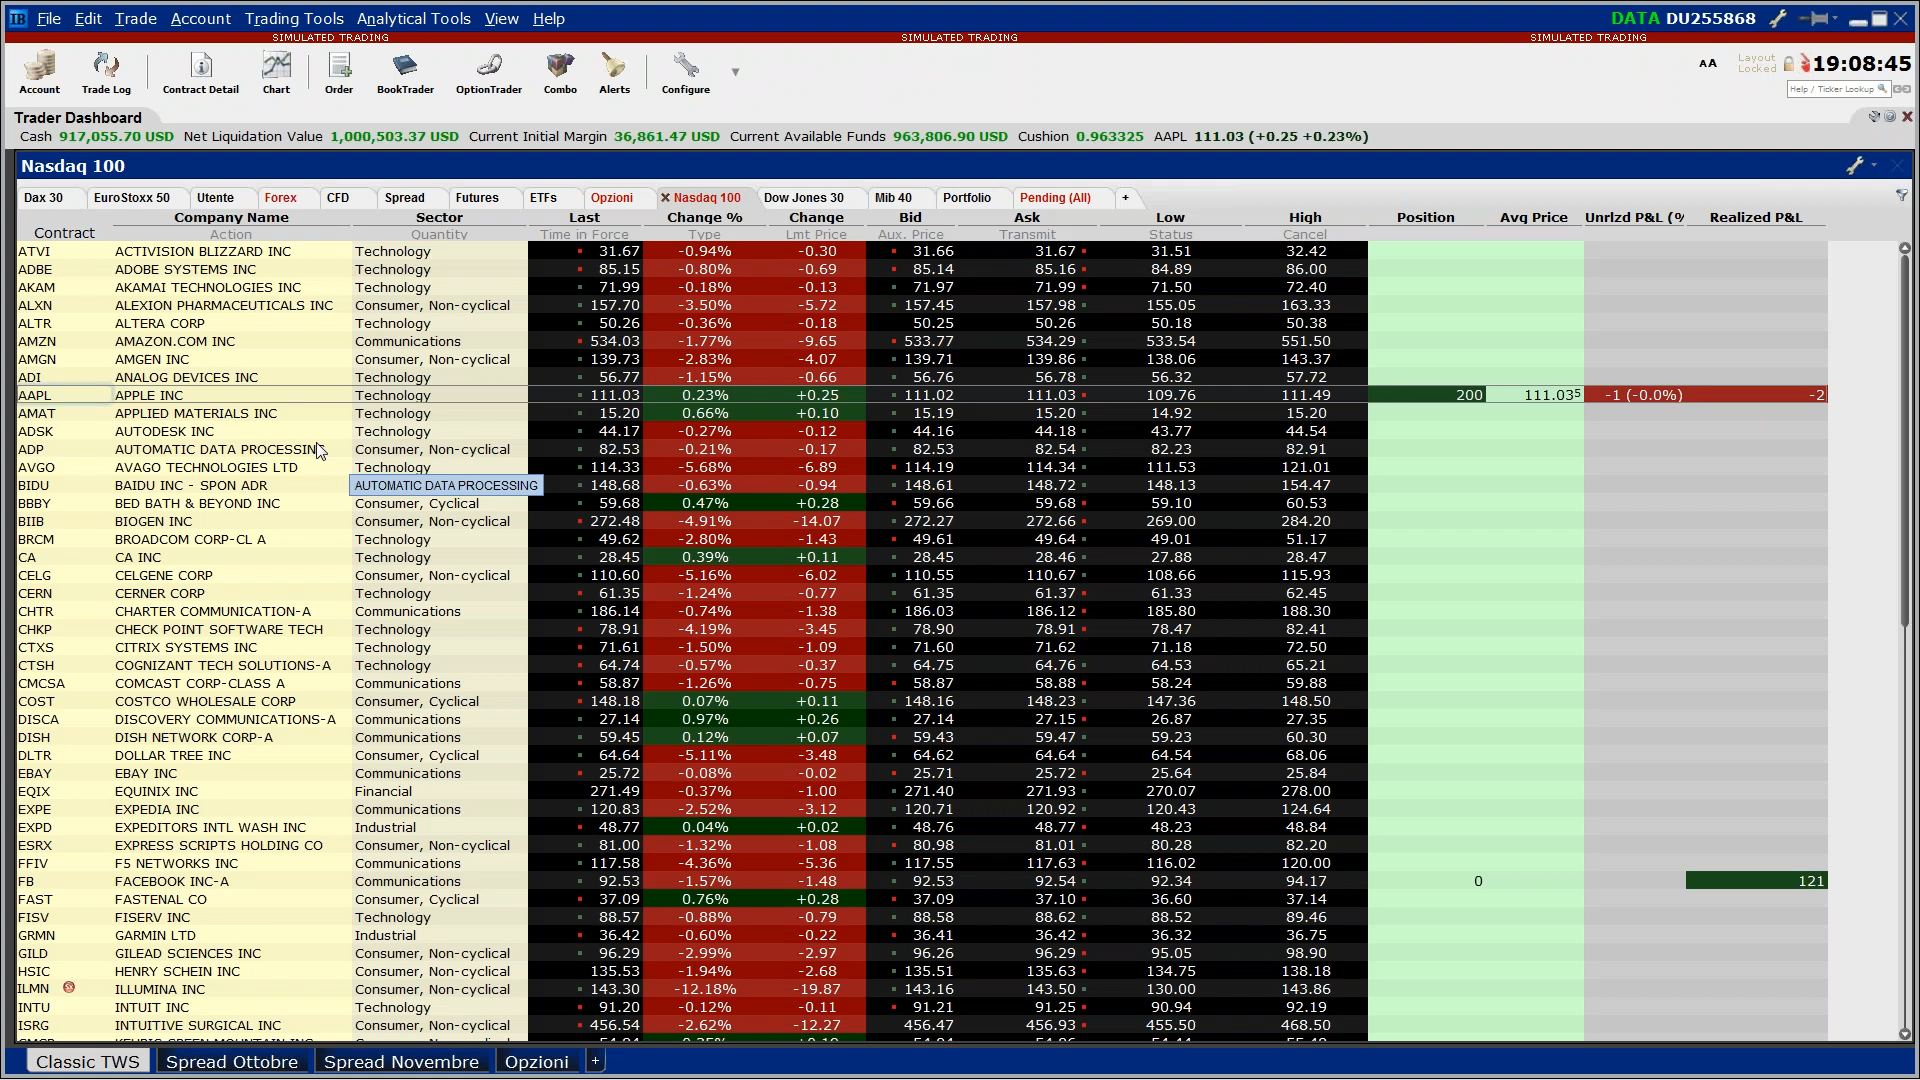 IB File Edit Trade Account Trading Tools Analytical Tools View Help DATA DU255868
SIMULATED TRADING SIMULATED TRADING SIMULATED TRADING
Account Trade Log Contract Detail Chart Order BookTrader OptionTrader Combo Alerts Configure
AA Layout Locked 19:08:45
Help / Ticker Lookup
Trader Dashboard
Cash 917,055.70 USD Net Liquidation Value 1,000,503.37 USD Current Initial Margin 36,861.47 USD Current Available Funds 963,806.90 USD Cushion 0.963325 AAPL 111.03 (+0.25 +0.23%)
Nasdaq 100
Dax 30 EuroStoxx 50 Utente Forex CFD Spread Futures ETFs Opzioni Nasdaq 100 Dow Jones 30 Mib 40 Portfolio Pending (All) +
Company Name Sector Last Change % Change Bid Ask Low High Position Avg Price Unrlzd P&L (% Realized P&L
Contract Action Quantity Time in Force Type Lmt Price Aux. Price Transmit Status Cancel
ATVI ACTIVISION BLIZZARD INC Technology 31.67 -0.94% -0.30 31.66 31.67 31.51 32.42
ADBE ADOBE SYSTEMS INC Technology 85.15 -0.80% -0.69 85.14 85.16 84.89 86.00
AKAM AKAMAI TECHNOLOGIES INC Technology 71.99 -0.18% -0.13 71.97 71.99 71.50 72.40
ALXN ALEXION PHARMACEUTICALS INC Consumer, Non-cyclical 157.70 -3.50% -5.72 157.45 157.98 155.05 163.33
ALTR ALTERA CORP Technology 50.26 -0.36% -0.18 50.25 50.26 50.18 50.38
AMZN AMAZON.COM INC Communications 534.03 -1.77% -9.65 533.77 534.29 533.54 551.50
AMGN AMGEN INC Consumer, Non-cyclical 139.73 -2.83% -4.07 139.71 139.86 138.06 143.37
ADI ANALOG DEVICES INC Technology 56.77 -1.15% -0.66 56.76 56.78 56.32 57.72
AAPL APPLE INC Technology 111.03 0.23% +0.25 111.02 111.03 109.76 111.49 200 111.035 -1 (-0.0%) -2
AMAT APPLIED MATERIALS INC Technology 15.20 0.66% +0.10 15.19 15.20 14.92 15.20
ADSK AUTODESK INC Technology 44.17 -0.27% -0.12 44.16 44.18 43.77 44.54
ADP AUTOMATIC DATA PROCESSING Consumer, Non-cyclical 82.53 -0.21% -0.17 82.53 82.54 82.23 82.91
AVGO AVAGO TECHNOLOGIES LTD Technology 114.33 -5.68% -6.89 114.19 114.34 111.53 121.01
BIDU BAIDU INC - SPON ADR AUTOMATIC DATA PROCESSING 148.68 -0.63% -0.94 148.61 148.72 148.13 154.47
BBBY BED BATH & BEYOND INC Consumer, Cyclical 59.68 0.47% +0.28 59.66 59.68 59.10 60.53
BIIB BIOGEN INC Consumer, Non-cyclical 272.48 -4.91% -14.07 272.27 272.66 269.00 284.20
BRCM BROADCOM CORP-CL A Technology 49.62 -2.80% -1.43 49.61 49.64 49.01 51.17
CA CA INC Technology 28.45 0.39% +0.11 28.45 28.46 27.88 28.47
CELG CELGENE CORP Consumer, Non-cyclical 110.60 -5.16% -6.02 110.55 110.67 108.66 115.93
CERN CERNER CORP Technology 61.35 -1.24% -0.77 61.35 61.37 61.33 62.45
CHTR CHARTER COMMUNICATION-A Communications 186.14 -0.74% -1.38 186.03 186.12 185.80 188.30
CHKP CHECK POINT SOFTWARE TECH Technology 78.91 -4.19% -3.45 78.90 78.91 78.47 82.41
CTXS CITRIX SYSTEMS INC Technology 71.61 -1.50% -1.09 71.60 71.62 71.18 72.50
CTSH COGNIZANT TECH SOLUTIONS-A Technology 64.74 -0.57% -0.37 64.75 64.76 64.53 65.21
CMCSA COMCAST CORP-CLASS A Communications 58.87 -1.26% -0.75 58.87 58.88 58.24 59.88
COST COSTCO WHOLESALE CORP Consumer, Cyclical 148.18 0.07% +0.11 148.16 148.23 147.36 148.50
DISCA DISCOVERY COMMUNICATIONS-A Communications 27.14 0.97% +0.26 27.14 27.15 26.87 27.35
DISH DISH NETWORK CORP-A Communications 59.45 0.12% +0.07 59.43 59.47 59.23 60.30
DLTR DOLLAR TREE INC Consumer, Cyclical 64.64 -5.11% -3.48 64.62 64.64 64.54 68.06
EBAY EBAY INC Communications 25.72 -0.08% -0.02 25.71 25.72 25.64 25.84
EQIX EQUINIX INC Financial 271.49 -0.37% -1.00 271.40 271.93 270.07 278.00
EXPE EXPEDIA INC Communications 120.83 -2.52% -3.12 120.71 120.92 120.43 124.64
EXPD EXPEDITORS INTL WASH INC Industrial 48.77 0.04% +0.02 48.76 48.77 48.23 48.84
ESRX EXPRESS SCRIPTS HOLDING CO Consumer, Non-cyclical 81.00 -1.32% -1.08 80.98 81.01 80.28 82.20
FFIV F5 NETWORKS INC Communications 117.58 -4.36% -5.36 117.55 117.63 116.02 120.00
FB FACEBOOK INC-A Communications 92.53 -1.57% -1.48 92.53 92.54 92.34 94.17 0 121
FAST FASTENAL CO Consumer, Cyclical 37.09 0.76% +0.28 37.09 37.10 36.60 37.14
FISV FISERV INC Technology 88.57 -0.88% -0.79 88.58 88.62 88.52 89.46
GRMN GARMIN LTD Industrial 36.42 -0.60% -0.22 36.41 36.42 36.32 36.75
GILD GILEAD SCIENCES INC Consumer, Non-cyclical 96.29 -2.99% -2.97 96.26 96.29 95.05 98.90
HSIC HENRY SCHEIN INC Consumer, Non-cyclical 135.53 -1.94% -2.68 135.51 135.63 134.75 138.18
ILMN ILLUMINA INC Consumer, Non-cyclical 143.30 -12.18% -19.87 143.16 143.50 130.00 143.86
INTU INTUIT INC Technology 91.20 -0.12% -0.11 91.21 91.25 90.94 92.19
ISRG INTUITIVE SURGICAL INC Consumer, Non-cyclical 456.54 -2.62% -12.27 456.47 456.93 455.50 468.50
Classic TWS Spread Ottobre Spread Novembre Opzioni +